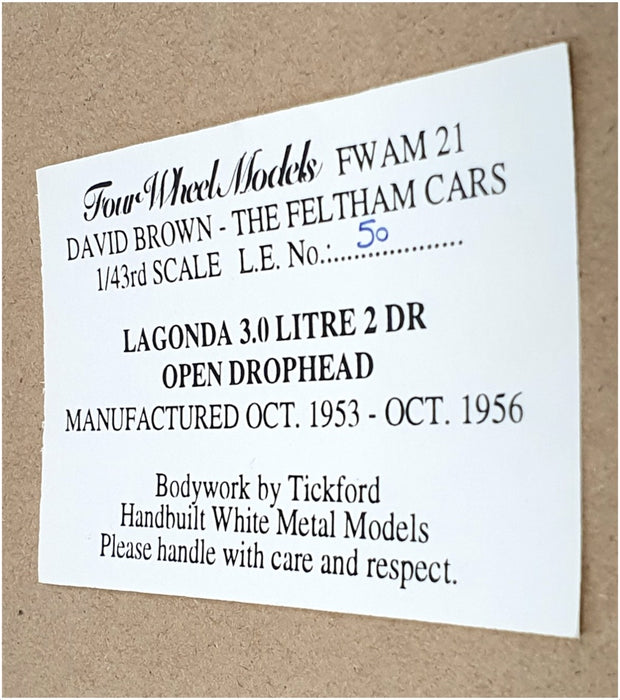 Four Wheel Models FWAM 21
DAVID BROWN - THE FELTHAM CARS
1/43rd SCALE L.E. No.:...50...............
LAGONDA 3.0 LITRE 2 DR
OPEN DROPHEAD
MANUFACTURED OCT. 1953 - OCT. 1956
Bodywork by Tickford
Handbuilt White Metal Models
Please handle with care and respect.